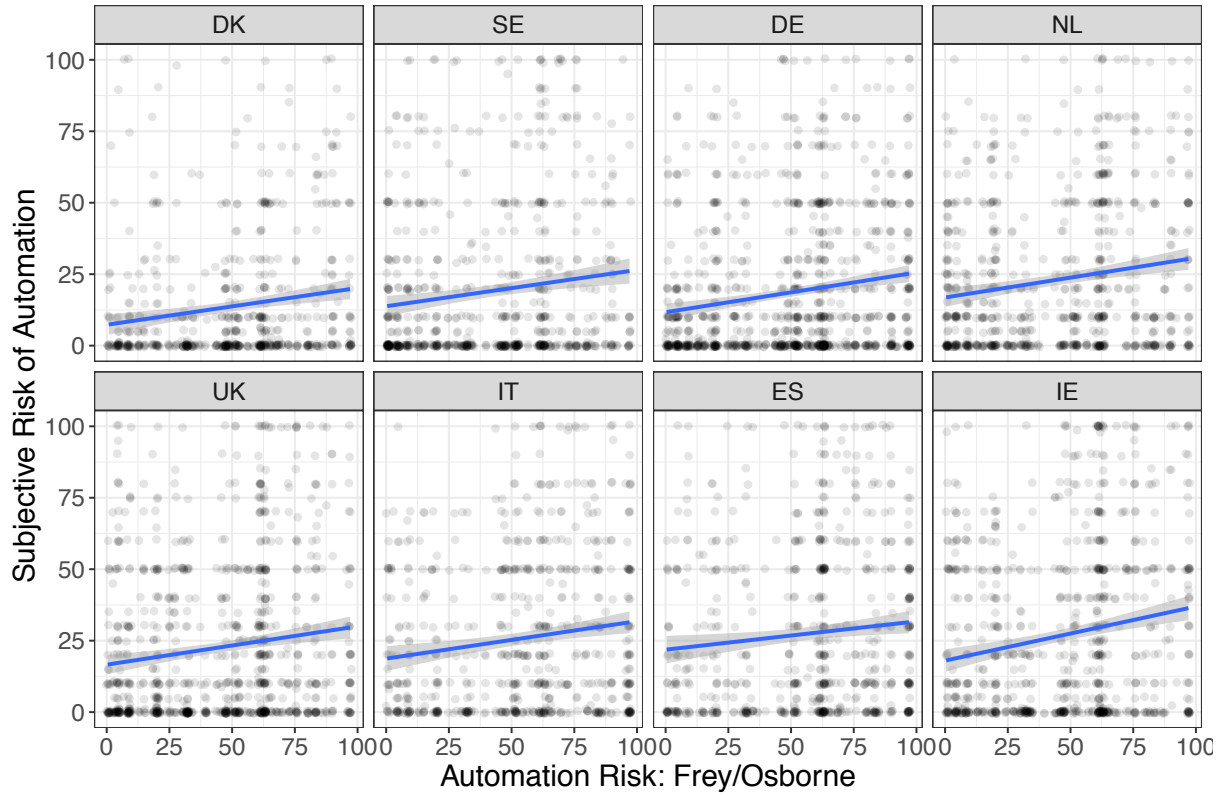 DK SE DE NL
100
75
50
25
0
UK IT ES IE
100
75
50
25
0
0 25 50 75 100 0 25 50 75 100 0 25 50 75 100 0 25 50 75 100
Subjective Risk of Automation
Automation Risk: Frey/Osborne